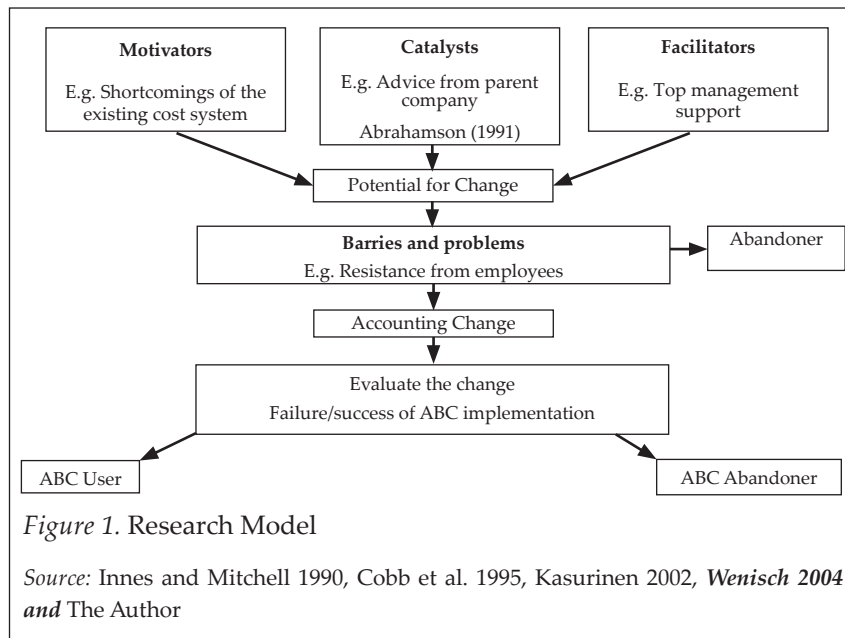 Motivators
E.g. Shortcomings of the
existing cost system
Catalysts
E.g. Advice from parent
company
Abrahamson (1991)
Facilitators
E.g. Top management
support
Potential for Change
Barries and problems
E.g. Resistance from employees
Abandoner
Accounting Change
Evaluate the change
Failure/success of ABC implementation
ABC User
ABC Abandoner
Figure 1. Research Model
Source: Innes and Mitchell 1990, Cobb et al. 1995, Kasurinen 2002, Wenisch 2004
and The Author